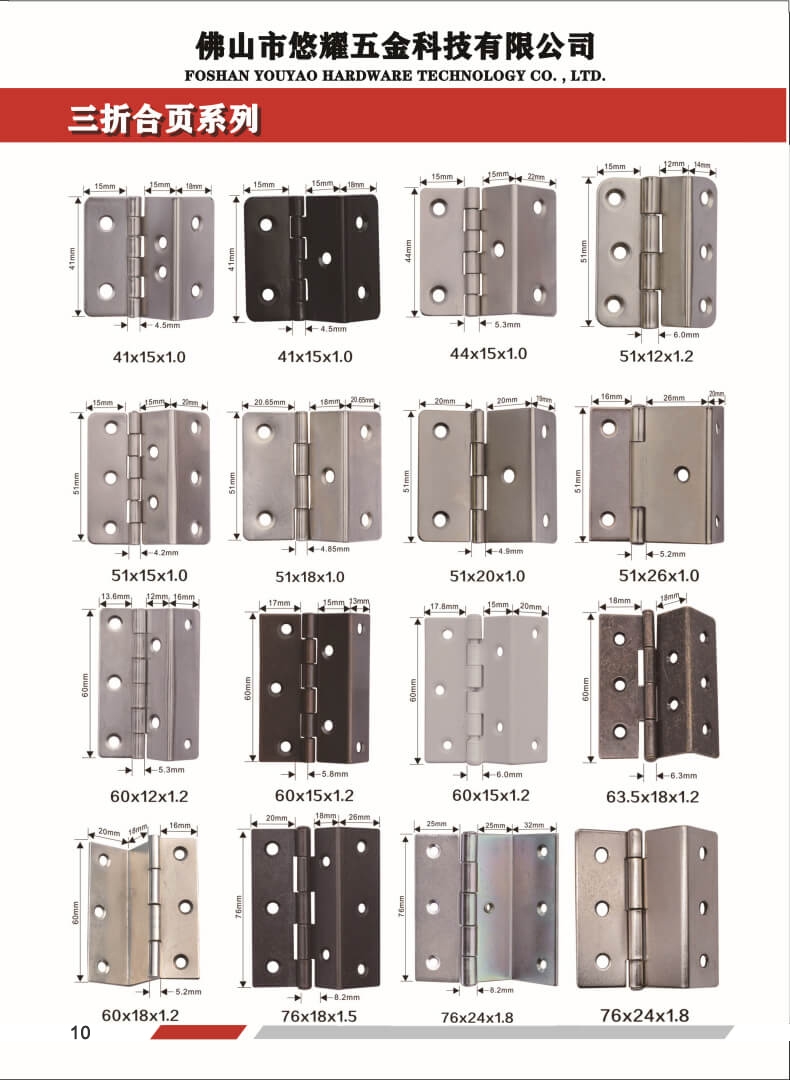 佛山市悠耀五金科技有限公司
FOSHAN YOUYAO HARDWARE TECHNOLOGY CO. , LTD.
三折合页系列
15mm 15mm 18mm
41mm
4.5mm
41x15x1.0
15mm 15mm 18mm
41mm
4.5mm
41x15x1.0
15mm 15mm 22mm
44mm
5.3mm
44x15x1.0
15mm 12mm 14mm
51mm
6.0mm
51x12x1.2
15mm 15mm 20mm
51mm
4.2mm
51x15x1.0
20.65mm 18mm 20.65mm
51mm
4.85mm
51x18x1.0
20mm 20mm 19mm
51mm
4.9mm
51x20x1.0
16mm 26mm 20mm
51mm
5.2mm
51x26x1.0
13.6mm 12mm 16mm
60mm
5.3mm
60x12x1.2
17mm 15mm 13mm
60mm
5.8mm
60x15x1.2
17.8mm 15mm 20mm
60mm
6.0mm
60x15x1.2
18mm 18mm
60mm
6.3mm
63.5x18x1.2
20mm 18mm 16mm
60mm
5.2mm
60x18x1.2
20mm 18mm 26mm
76mm
8.2mm
76x18x1.5
25mm 25mm 32mm
76mm
8.2mm
76x24x1.8
76x24x1.8
10